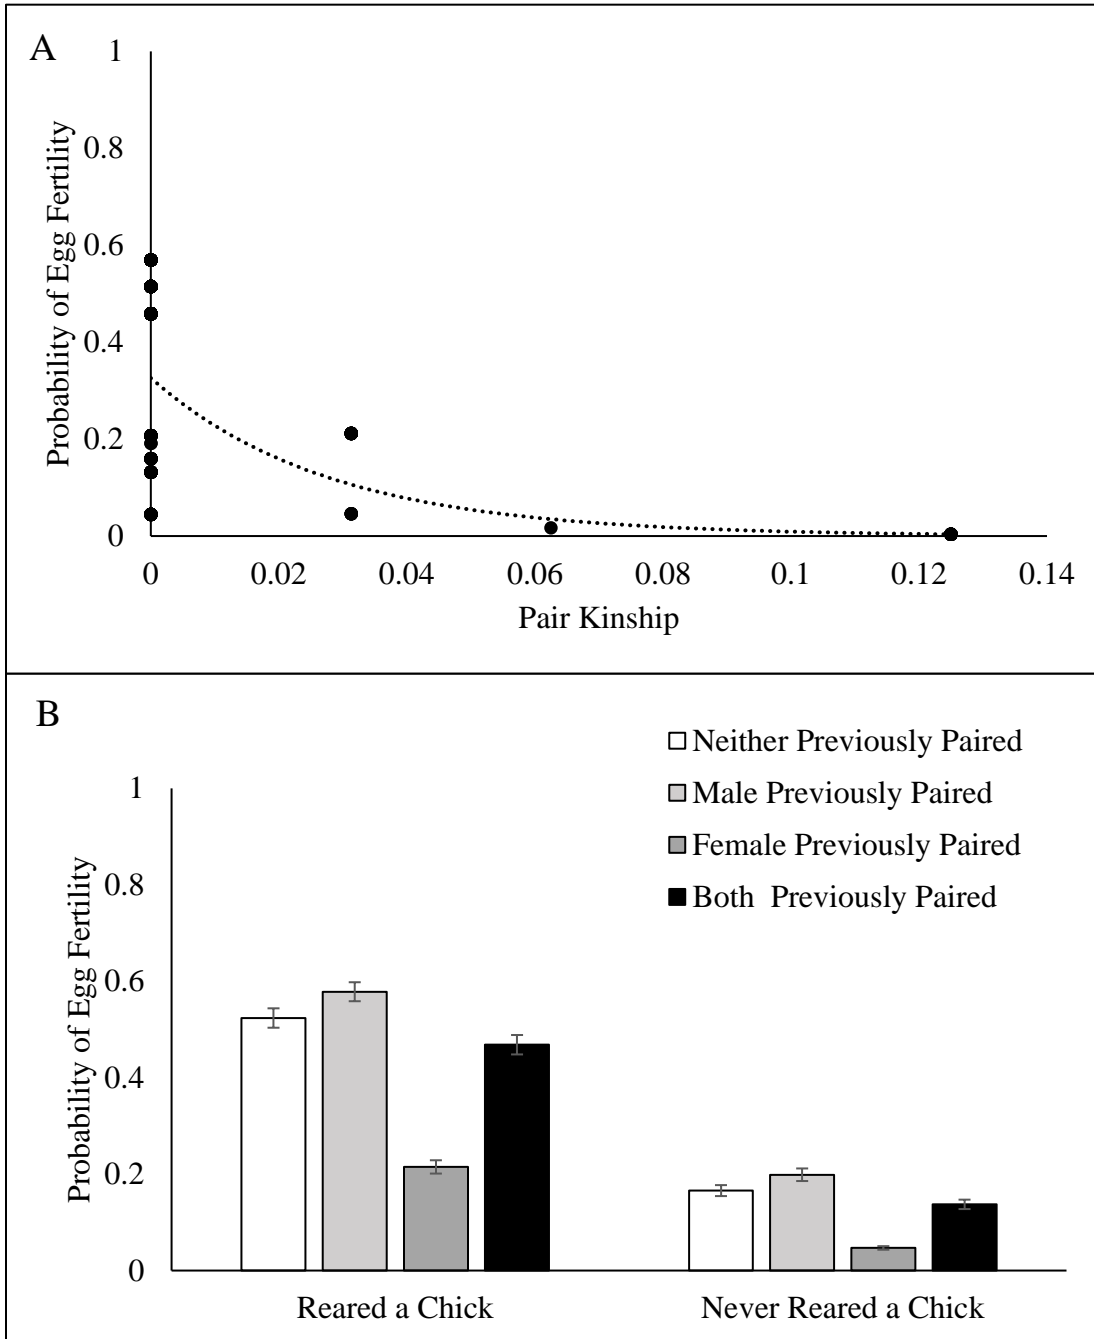 A
Probability of Egg Fertility
1
0.8
0.6
0.4
0.2
0
0 0.02 0.04 0.06 0.08 0.1 0.12 0.14
Pair Kinship
B
Neither Previously Paired
Male Previously Paired
Female Previously Paired
Both Previously Paired
Probability of Egg Fertility
1
0.8
0.6
0.4
0.2
0
Reared a Chick Never Reared a Chick